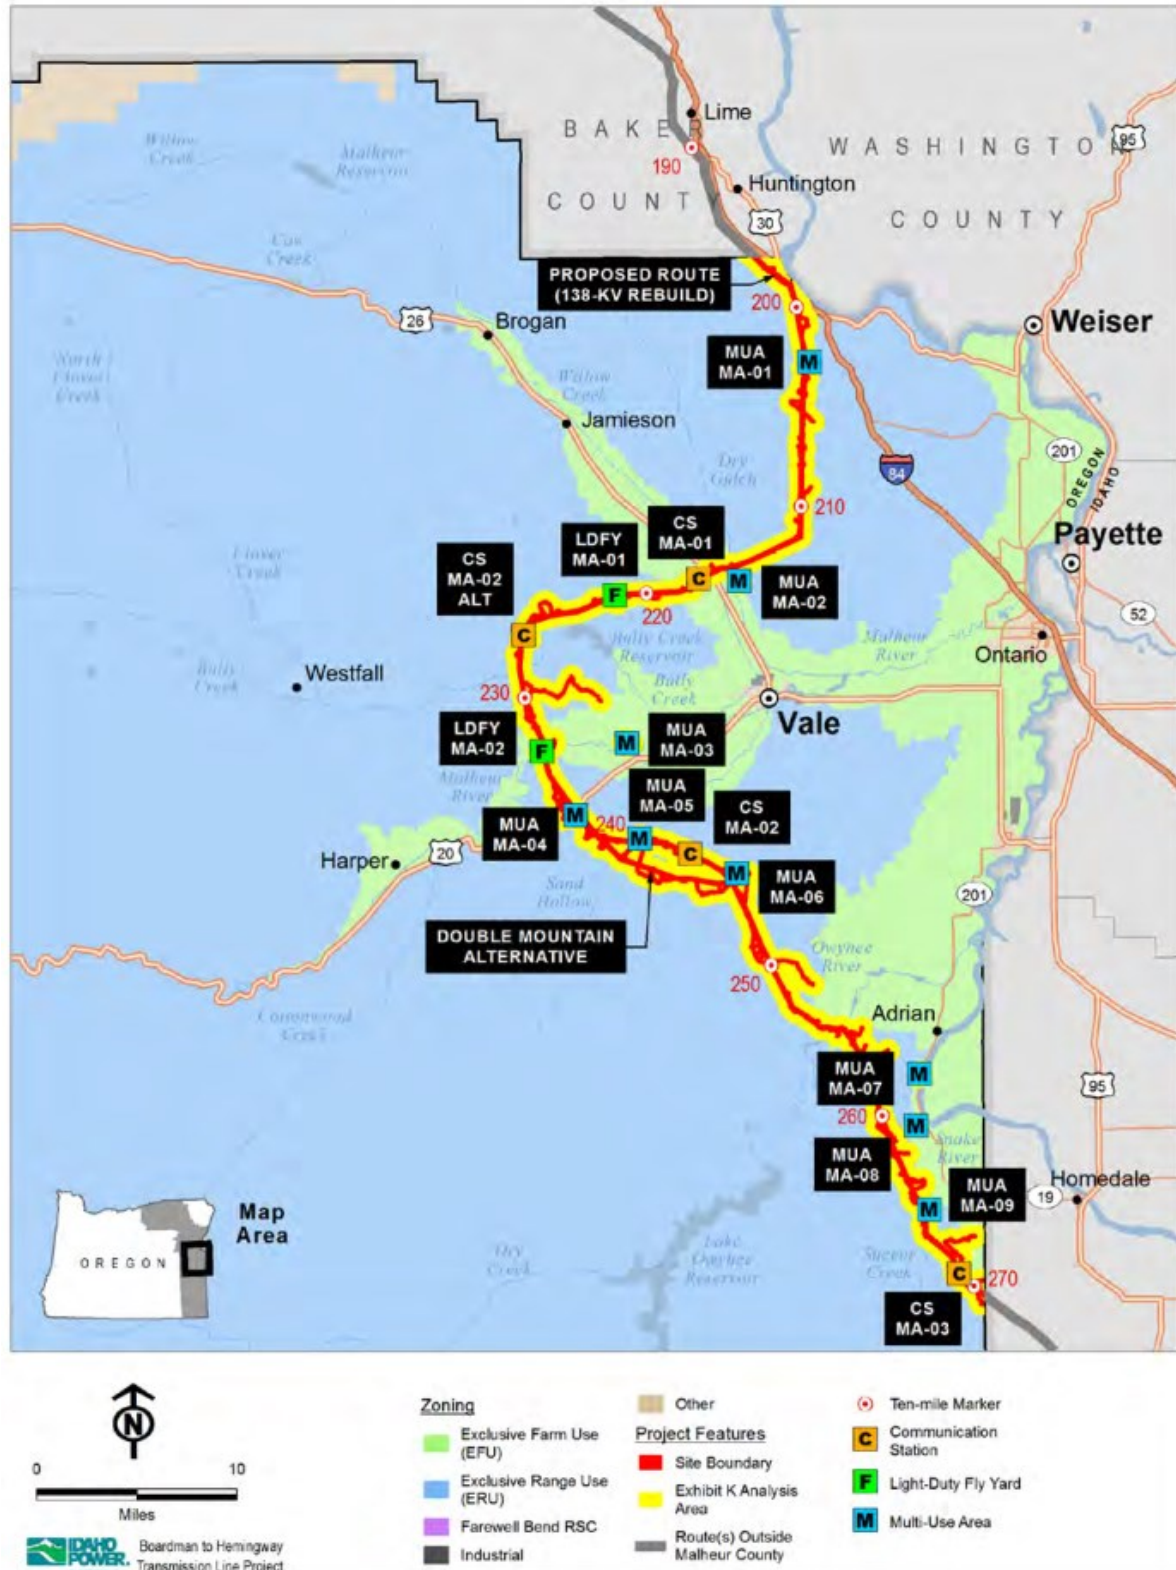 Lime
BAKER
COUNTY
WASHINGTON
COUNTY
95
190
Huntington
30
Willow
Creek
Malheur
Reservoir
Cow
Creek
PROPOSED ROUTE
(138-KV REBUILD)
200
26
Brogan
Weiser
MUA
MA-01
M
North
Creek
Willow
Creek
Jamieson
Dry
Gulch
84
201
OREGON
IDAHO
210
Payette
CS
MA-01
LDFY
MA-01
CS
MA-02
ALT
C
M
MUA
MA-02
F
220
52
Clover
Creek
C
Bully Creek
Reservoir
Malheur
River
Ontario
Bully
Creek
Westfall
Bully
Creek
230
Vale
LDFY
MA-02
F
M
MUA
MA-03
Malheur
River
MUA
MA-05
CS
MA-02
MUA
MA-04
M
240
M
C
M
MUA
MA-06
Harper
20
Sand
Hollow
201
DOUBLE MOUNTAIN
ALTERNATIVE
250
Owyhee
River
Cottonwood
Creek
Adrian
MUA
MA-07
M
95
260
M
MUA
MA-08
Snake
River
MUA
MA-09
M
19
Homedale
Map
Area
OREGON
Dry
Creek
Lake
Owyhee
Reservoir
Succor
Creek
C
270
CS
MA-03
N
0 10
Miles
IDAHO
POWER.
Boardman to Hemingway
Transmission Line Project
Zoning
Exclusive Farm Use
(EFU)
Exclusive Range Use
(ERU)
Farewell Bend RSC
Industrial
Other
Project Features
Site Boundary
Exhibit K Analysis
Area
Route(s) Outside
Malheur County
Ten-mile Marker
C Communication
Station
F Light-Duty Fly Yard
M Multi-Use Area